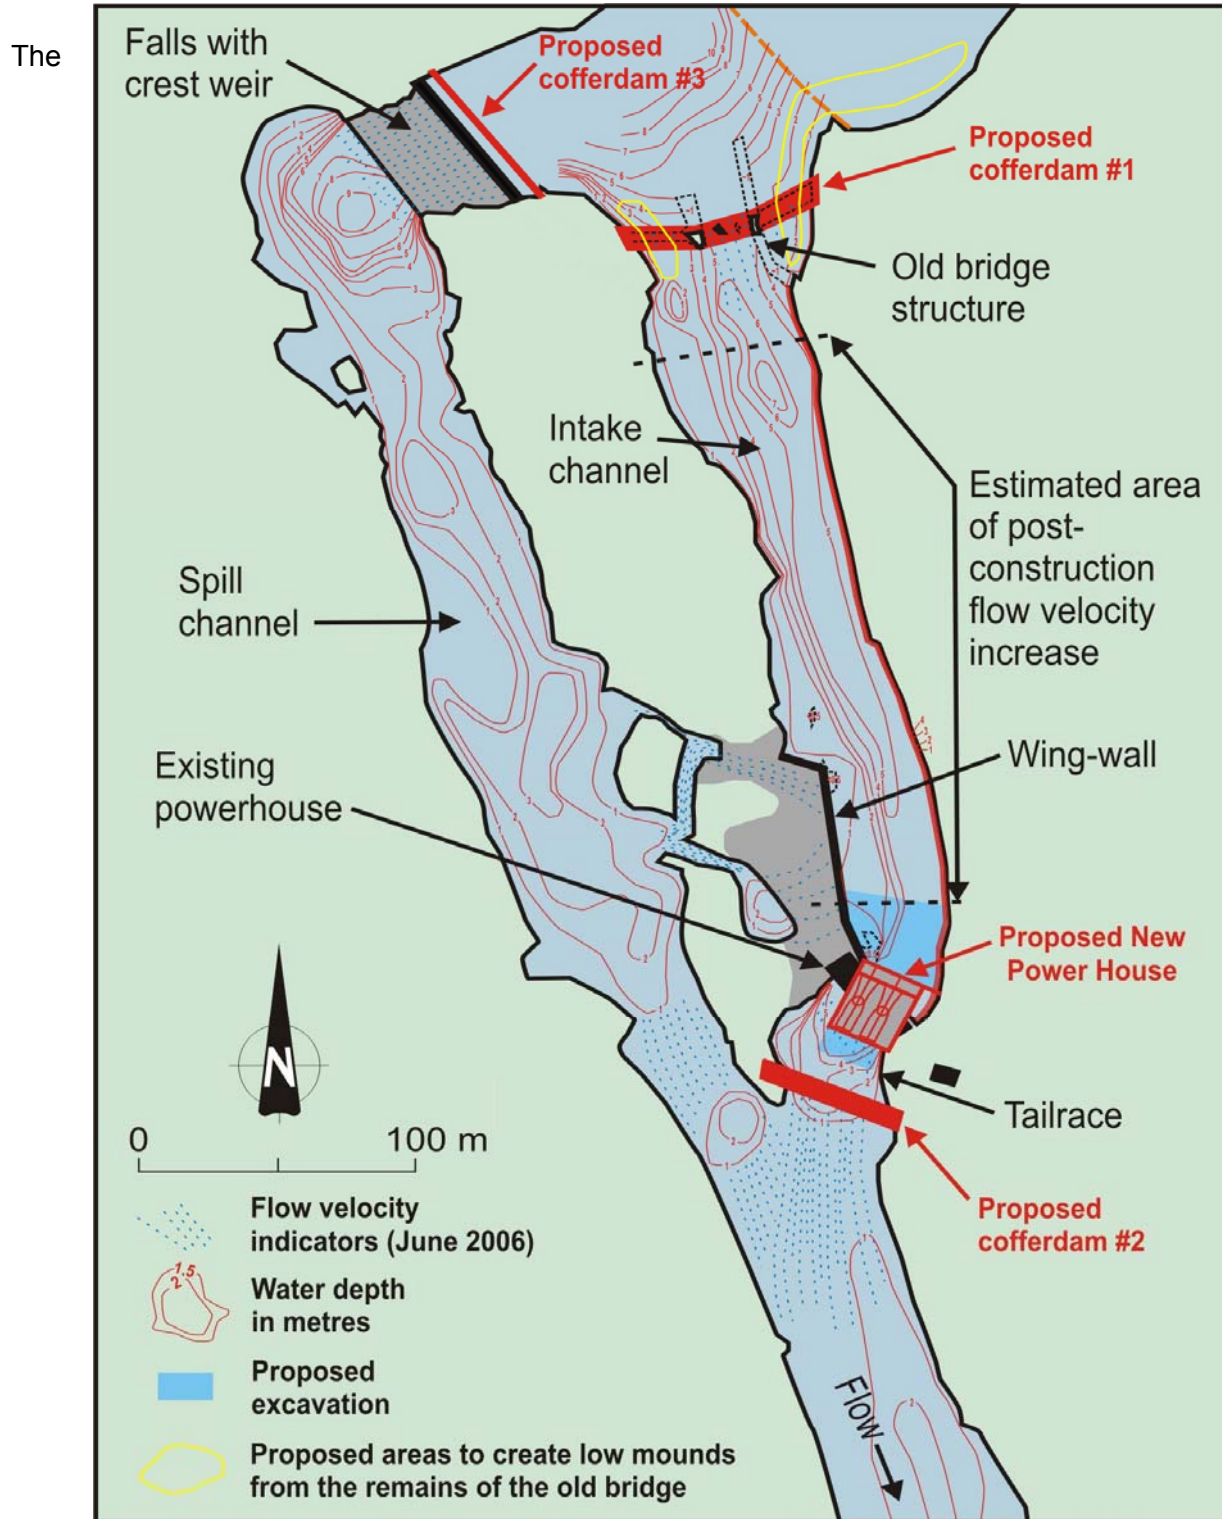 The
Falls with
crest weir
Proposed
cofferdam #3
Proposed
cofferdam #1
Old bridge
structure
Intake
channel
Estimated area
of post-
construction
flow velocity
increase
Spill
channel
Wing-wall
Existing
powerhouse
Proposed New
Power House
N
Tailrace
0 100 m
Proposed
cofferdam #2
Flow velocity
indicators (June 2006)
1.5
2
Water depth
in metres
Proposed
excavation
Flow
Proposed areas to create low mounds
from the remains of the old bridge